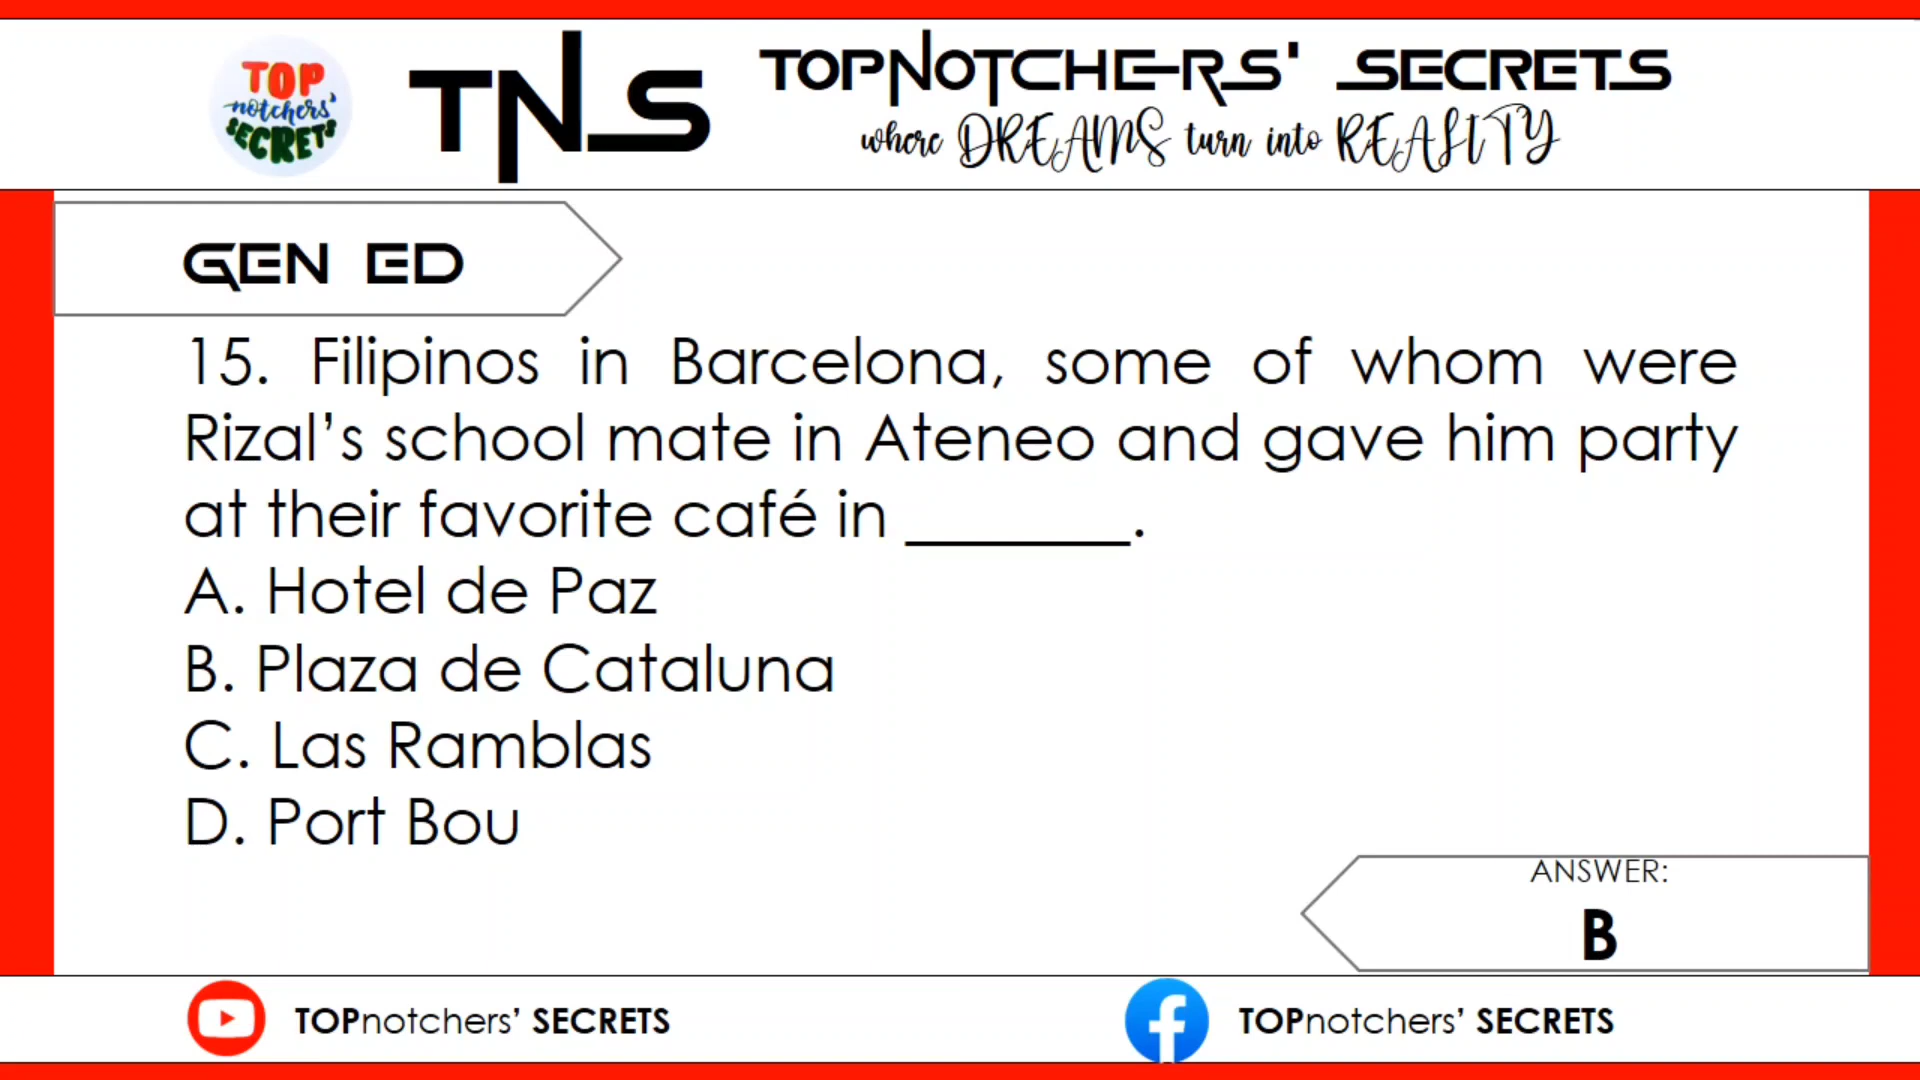 TOP
notchers'
SECRETS
TNS
TOPNOTCHERS' SECRETS
where DREAMS turn into REALITY
GEN ED
15. Filipinos in Barcelona, some of whom were
Rizal’s school mate in Ateneo and gave him party
at their favorite café in _______.
A. Hotel de Paz
B. Plaza de Cataluna
C. Las Ramblas
D. Port Bou
ANSWER:
B
TOPnotchers’ SECRETS
TOPnotchers’ SECRETS